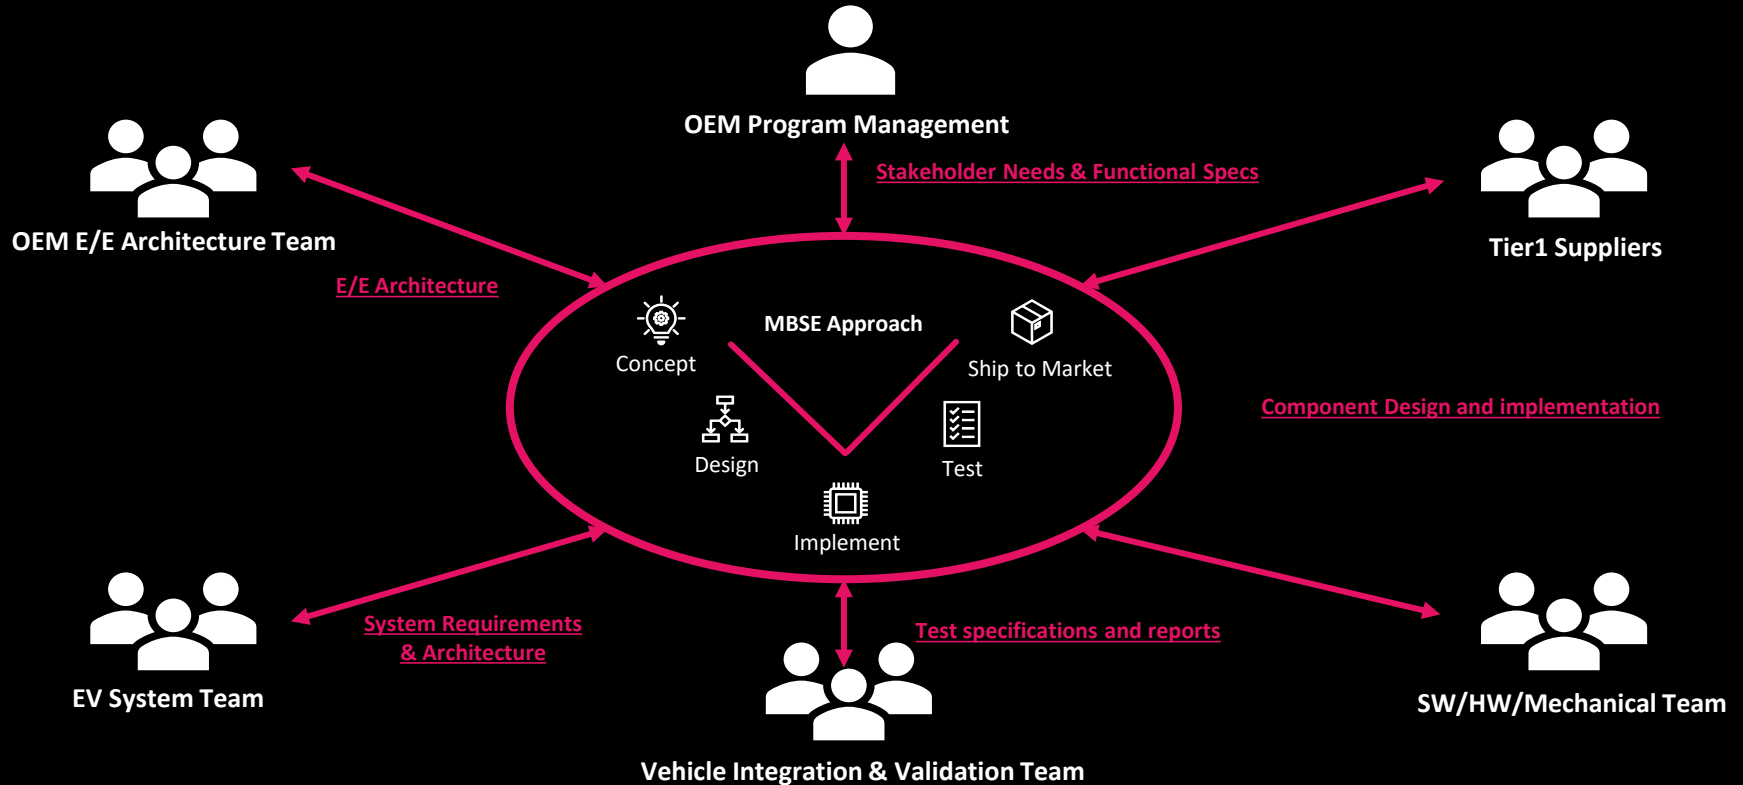 OEM Program Management
Stakeholder Needs & Functional Specs
OEM E/E Architecture Team
Tier1 Suppliers
E/E Architecture
MBSE Approach
Concept
Ship to Market
Component Design and implementation
Design
Test
Implement
System Requirements
& Architecture
Test specifications and reports
EV System Team
SW/HW/Mechanical Team
Vehicle Integration & Validation Team